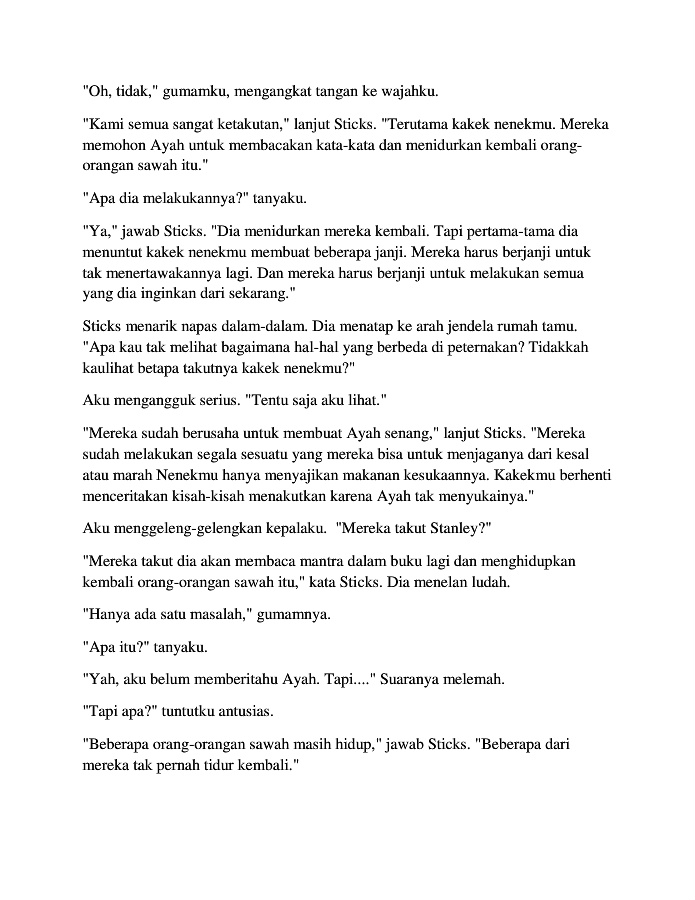 "Oh, tidak," gumamku, mengangkat tangan ke wajahku.
"Kami semua sangat ketakutan," lanjut Sticks. "Terutama kakek nenekmu. Mereka
memohon Ayah untuk membacakan kata-kata dan menidurkan kembali orang-
orangan sawah itu."
"Apa dia melakukannya?" tanyaku.
"Ya," jawab Sticks. "Dia menidurkan mereka kembali. Tapi pertama-tama dia
menuntut kakek nenekmu membuat beberapa janji. Mereka harus berjanji untuk
tak menertawakannya lagi. Dan mereka harus berjanji untuk melakukan semua
yang dia inginkan dari sekarang."
Sticks menarik napas dalam-dalam. Dia menatap ke arah jendela rumah tamu.
"Apa kau tak melihat bagaimana hal-hal yang berbeda di peternakan? Tidakkah
kaulihat betapa takutnya kakek nenekmu?"
Aku mengangguk serius. "Tentu saja aku lihat."
"Mereka sudah berusaha untuk membuat Ayah senang," lanjut Sticks. "Mereka
sudah melakukan segala sesuatu yang mereka bisa untuk menjaganya dari kesal
atau marah Nenekmu hanya menyajikan makanan kesukaannya. Kakekmu berhenti
menceritakan kisah-kisah menakutkan karena Ayah tak menyukainya."
Aku menggeleng-gelengkan kepalaku.  "Mereka takut Stanley?"
"Mereka takut dia akan membaca mantra dalam buku lagi dan menghidupkan
kembali orang-orangan sawah itu," kata Sticks. Dia menelan ludah.
"Hanya ada satu masalah," gumamnya.
"Apa itu?" tanyaku.
"Yah, aku belum memberitahu Ayah. Tapi...." Suaranya melemah.
"Tapi apa?" tuntutku antusias.
"Beberapa orang-orangan sawah masih hidup," jawab Sticks. "Beberapa dari
mereka tak pernah tidur kembali."